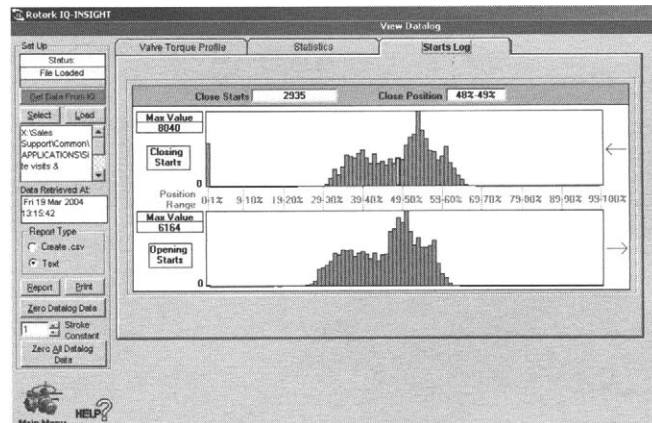 Rotork IQ-INSIGHT
View Datalog
Set Up
Status:
File Loaded
Get Data From IQ
Select Load
X:\Sales
Support\Common\
APPLICATIONS\Si
te visits &
Data Retrieved At:
Fri 19 Mar 2004
13:15:42
Report Type
Create .csv
Text
Report Print
Zero Datalog Data
1 Stroke
Constant
Zero All Datalog
Data
Main Menu
HELP?
Valve Torque Profile Statistics Starts Log
Close Starts 2935 Close Position 48%-49%
Max Value
8040
Closing
Starts
0
Position
Range
0-1% 9-10% 19-20% 29-30% 39-40% 49-50% 59-60% 69-70% 79-80% 89-90% 99-100%
Max Value
6164
Opening
Starts
0